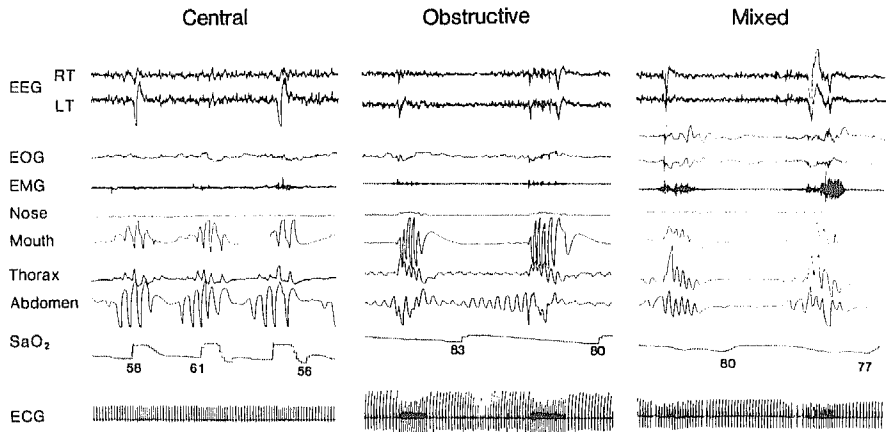 Central Obstructive Mixed
EEG RT
LT
EOG
EMG
Nose
Mouth
Thorax
Abdomen
SaO₂
58 61 56 83 80 80 77
ECG